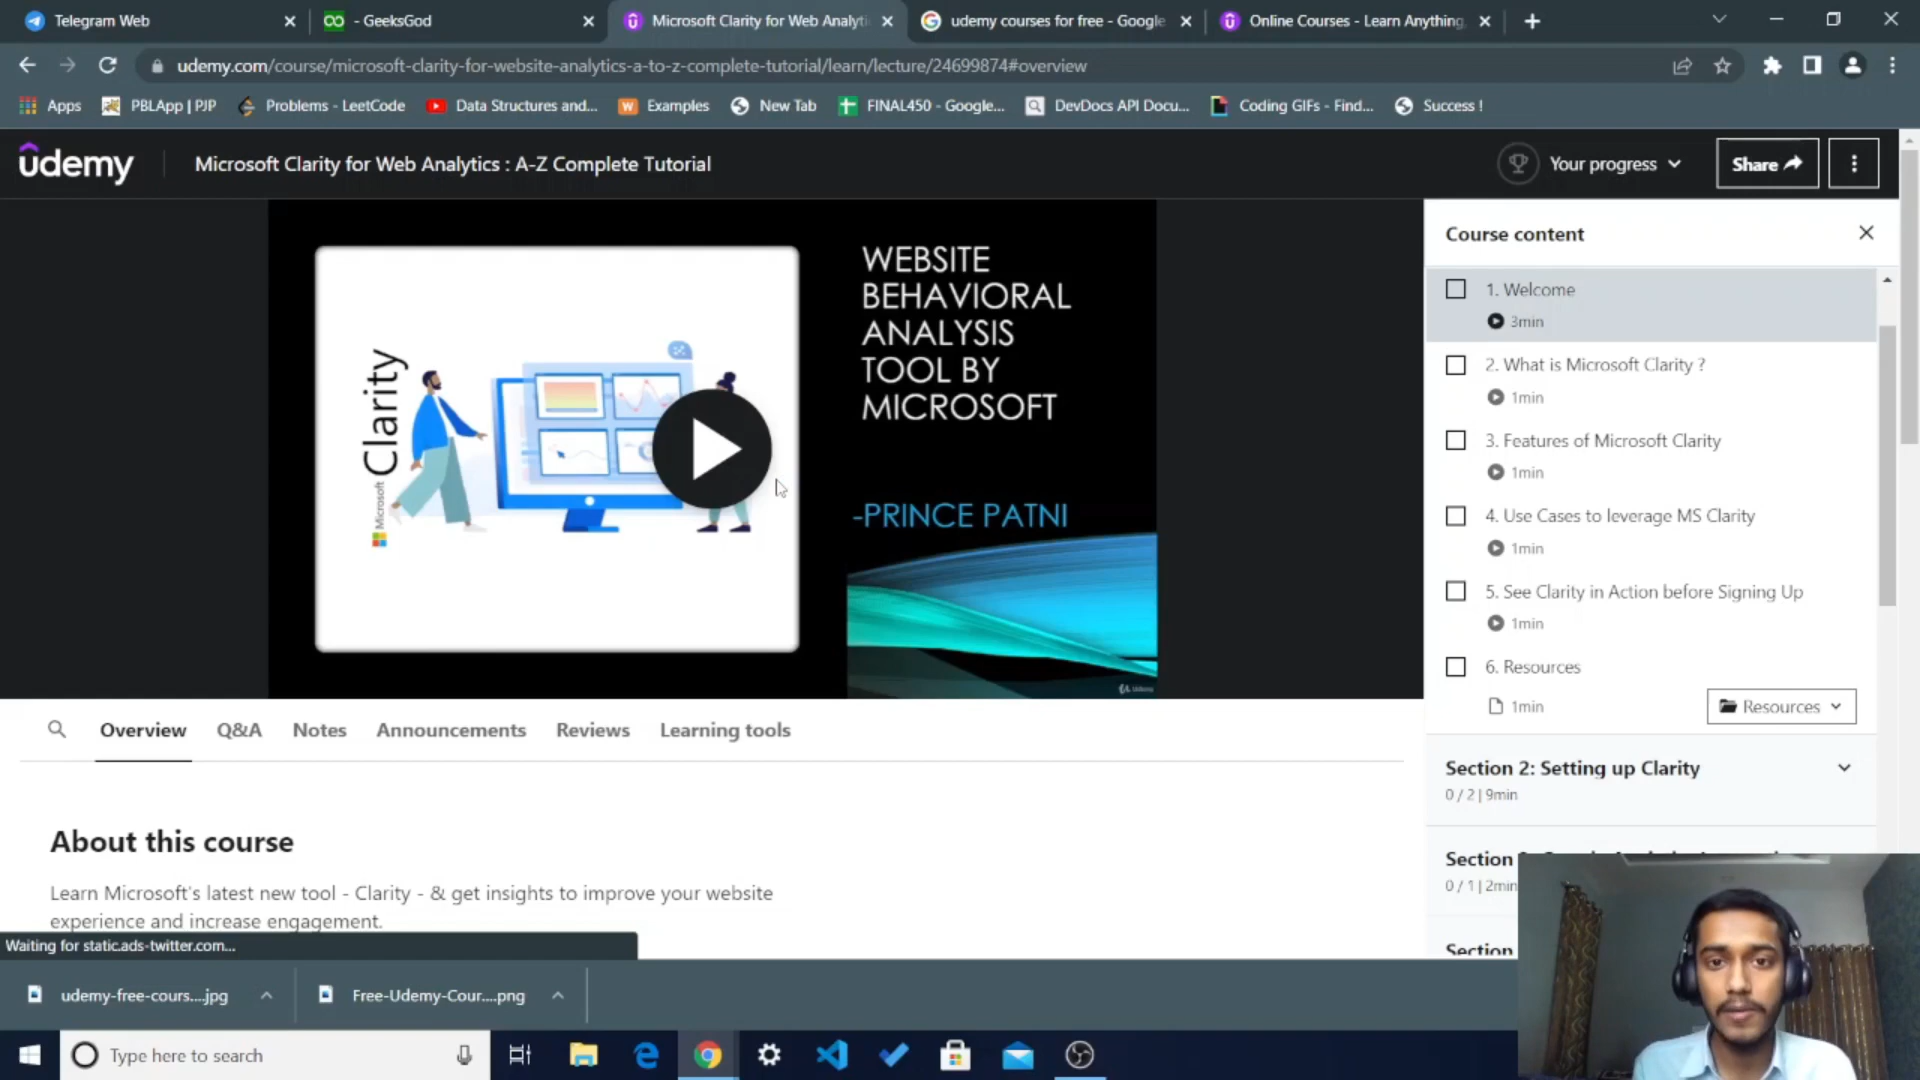 Telegram Web
- GeeksGod
Microsoft Clarity for Web Analyti
udemy courses for free - Google
Online Courses - Learn Anything,
udemy.com/course/microsoft-clarity-for-website-analytics-a-to-z-complete-tutorial/learn/lecture/24699874#overview
Apps
PBLApp | PJP
Problems - LeetCode
Data Structures and...
Examples
New Tab
FINAL450 - Google...
DevDocs API Docu...
Coding GIFs - Find...
Success !
udemy
Microsoft Clarity for Web Analytics : A-Z Complete Tutorial
Your progress
Share
Microsoft Clarity
WEBSITE
BEHAVIORAL
ANALYSIS
TOOL BY
MICROSOFT
-PRINCE PATNI
Course content
1. Welcome
3min
2. What is Microsoft Clarity ?
1min
3. Features of Microsoft Clarity
1min
4. Use Cases to leverage MS Clarity
1min
5. See Clarity in Action before Signing Up
1min
6. Resources
1min
Resources
Section 2: Setting up Clarity
0 / 2 | 9min
Section
0 / 1 | 2min
Section
Overview
Q&A
Notes
Announcements
Reviews
Learning tools
About this course
Learn Microsoft's latest new tool - Clarity - & get insights to improve your website
experience and increase engagement.
Waiting for static.ads-twitter.com...
udemy-free-cours....jpg
Free-Udemy-Cour....png
Type here to search